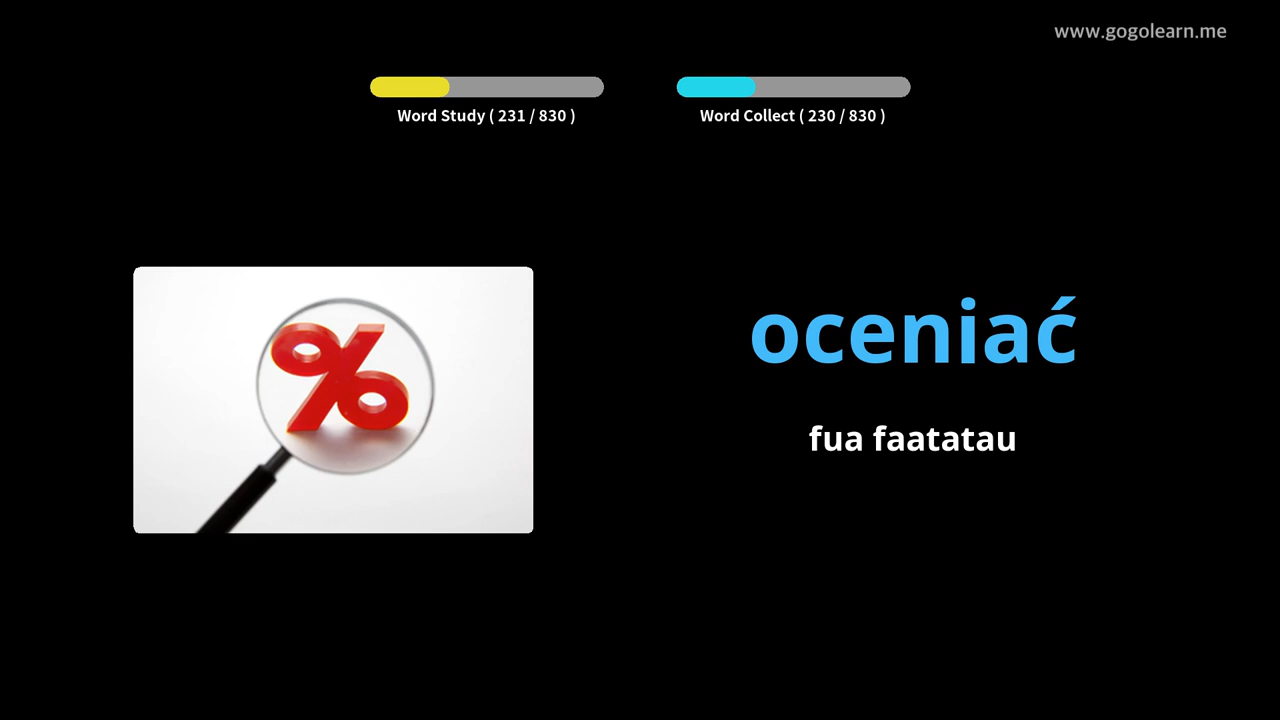 www.gogolearn.me
Word Study ( 231 / 830 )
Word Collect ( 230 / 830 )
%
oceniać
fua faatatau